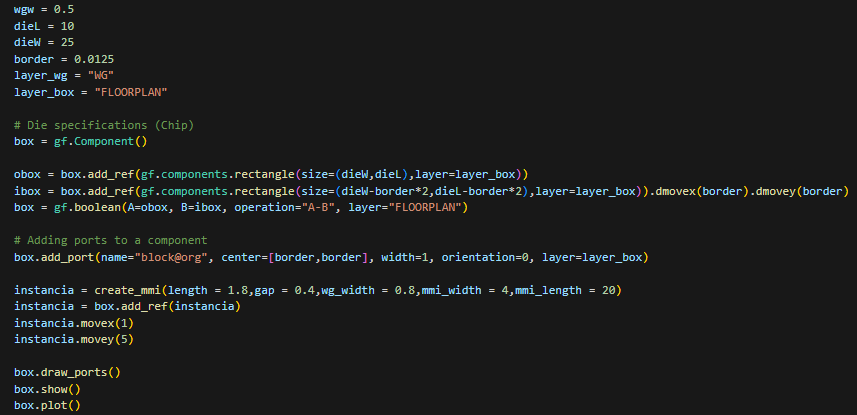 wgw = 0.5
dieL = 10
dieW = 25
border = 0.0125
layer_wg = "WG"
layer_box = "FLOORPLAN"
# Die specifications (Chip)
box = gf.Component()
obox = box.add_ref(gf.components.rectangle(size=(dieW,dieL),layer=layer_box))
ibox = box.add_ref(gf.components.rectangle(size=(dieW-border*2,dieL-border*2),layer=layer_box)).dmovex(border).dmovey(border)
box = gf.boolean(A=obox, B=ibox, operation="A-B", layer="FLOORPLAN")
# Adding ports to a component
box.add_port(name="block@org", center=[border,border], width=1, orientation=0, layer=layer_box)
instancia = create_mmi(length = 1.8,gap = 0.4,wg_width = 0.8,mmi_width = 4,mmi_length = 20)
instancia = box.add_ref(instancia)
instancia.movex(1)
instancia.movey(5)
box.draw_ports()
box.show()
box.plot()